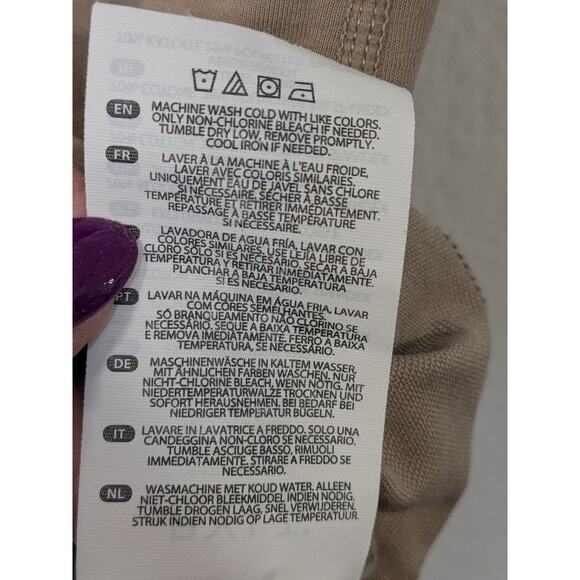 EN MACHINE WASH COLD WITH LIKE COLORS.
ONLY NON-CHLORINE BLEACH IF NEEDED.
TUMBLE DRY LOW, REMOVE PROMPTLY.
COOL IRON IF NEEDED.
FR LAVER À LA MACHINE À L'EAU FROIDE,
LAVER AVEC COLORIS SIMILAIRES.
UNIQUEMENT EAU DE JAVEL SANS CHLORE
SI NÉCESSAIRE. SÉCHER À BASSE
TEMPÉRATURE ET RETIRER IMMÉDIATEMENT.
REPASSAGE À BASSE TEMPÉRATURE
SI NÉCESSAIRE.
LAVADORA DE AGUA FRÍA, LAVAR CON
COLORES SIMILARES. USE LEJÍA LIBRE DE
CLORO SÓLO SI ES NECESARIO. SECAR A BAJA
TEMPERATURA Y RETIRAR INMEDIATAMENTE.
PLANCHAR A BAJA TEMPERATURA
SI ES NECESARIO.
PT LAVAR NA MÁQUINA EM ÁGUA FRIA, LAVAR
COM CORES SEMELHANTES.
SÓ BRANQUEAMENTO NÃO CLORINO SE
NECESSÁRIO. SEQUE A BAIXA TEMPERATURA
E REMOVA IMEDIATAMENTE. FERRO A BAIXA
TEMPERATURA SE NECESSÁRIO.
DE MASCHINENWÄSCHE IN KALTEM WASSER,
MIT ÄHNLICHEN FARBEN WASCHEN. NUR
NICHT-CHLORINE BLEACH, WENN NÖTIG. MIT
NIEDERTEMPERATURWÄLZE TROCKNEN UND
SOFORT HERAUSNEHMEN. BEI BEDARF BEI
NIEDRIGER TEMPERATUR BÜGELN.
IT LAVARE IN LAVATRICE A FREDDO. SOLO UNA
CANDEGGINA NON-CLORO SE NECESSARIO.
TUMBLE ASCIUGE BASSO, RIMUOLI
IMMEDIATAMENTE. STIRARE A FREDDO SE
NECESSARIO.
NL WASMACHINE MET KOUD WATER. ALLEEN
NIET-CHLOOR BLEEKMIDDEL INDIEN NODIG.
TUMBLE DROGEN LAAG, SNEL VERWIJDEREN.
STRIJK INDIEN NODIG OP LAGE TEMPERATUUR.